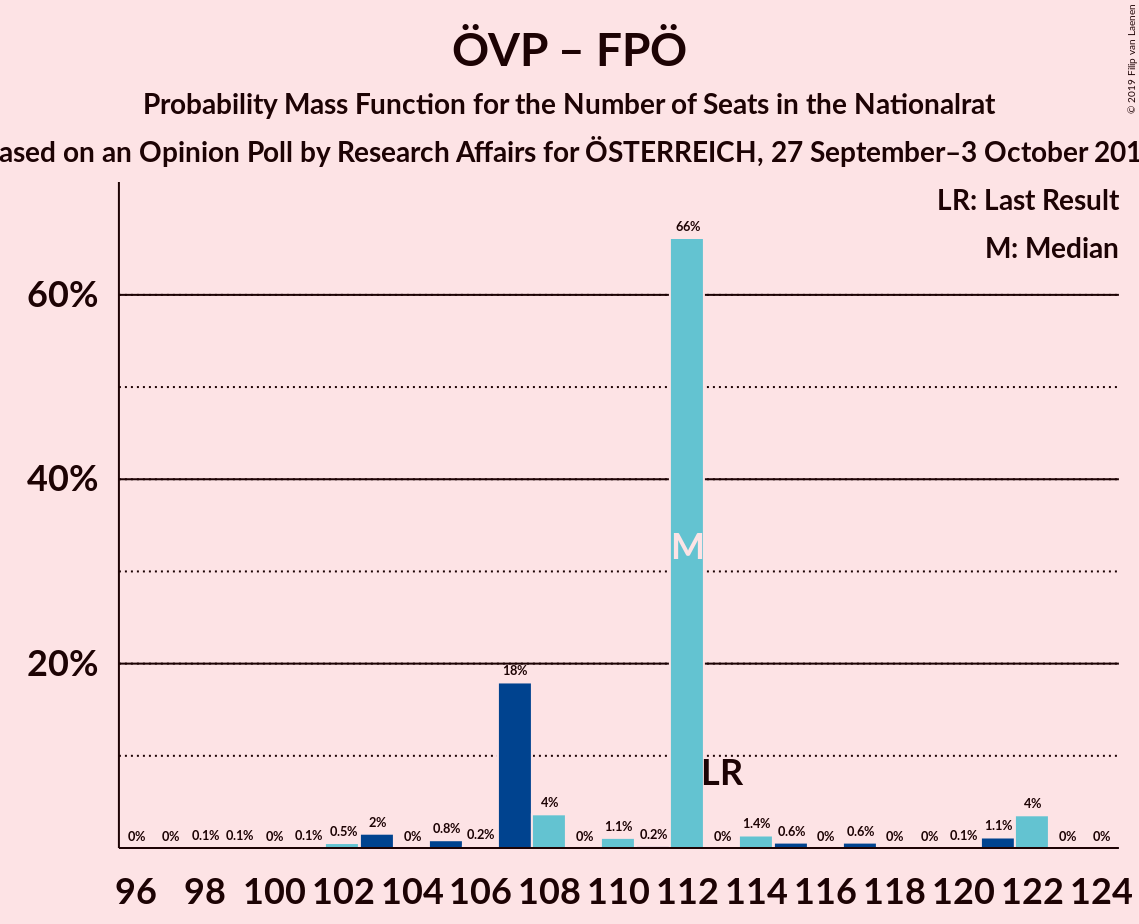 ÖVP – FPÖ
Probability Mass Function for the Number of Seats in the Nationalrat
ased on an Opinion Poll by Research Affairs for ÖSTERREICH, 27 September–3 October 201
© 2019 Filip van Laenen
LR: Last Result
M: Median
60%
40%
20%
0% 0% 0.1% 0.1% 0% 0.1% 0.5% 2% 0% 0.8% 0.2% 18% 4% 0% 1.1% 0.2% 66% 0% 1.4% 0.6% 0% 0.6% 0% 0% 0.1% 1.1% 4% 0% 0%
M
LR
96 98 100 102 104 106 108 110 112 114 116 118 120 122 124